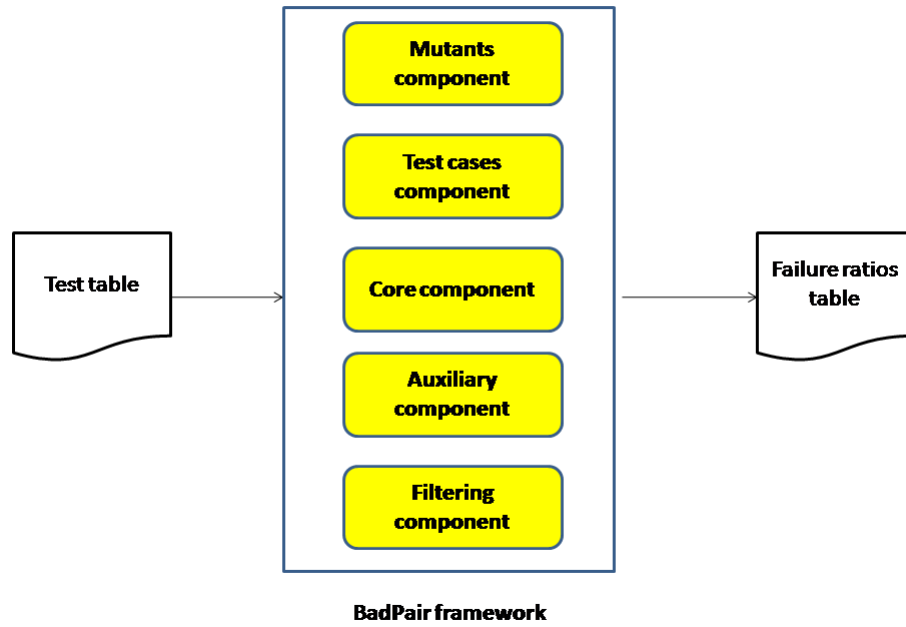 Mutants
component
Test cases
component
Test table
Core component
Failure ratios
table
Auxiliary
component
Filtering
component
BadPair framework